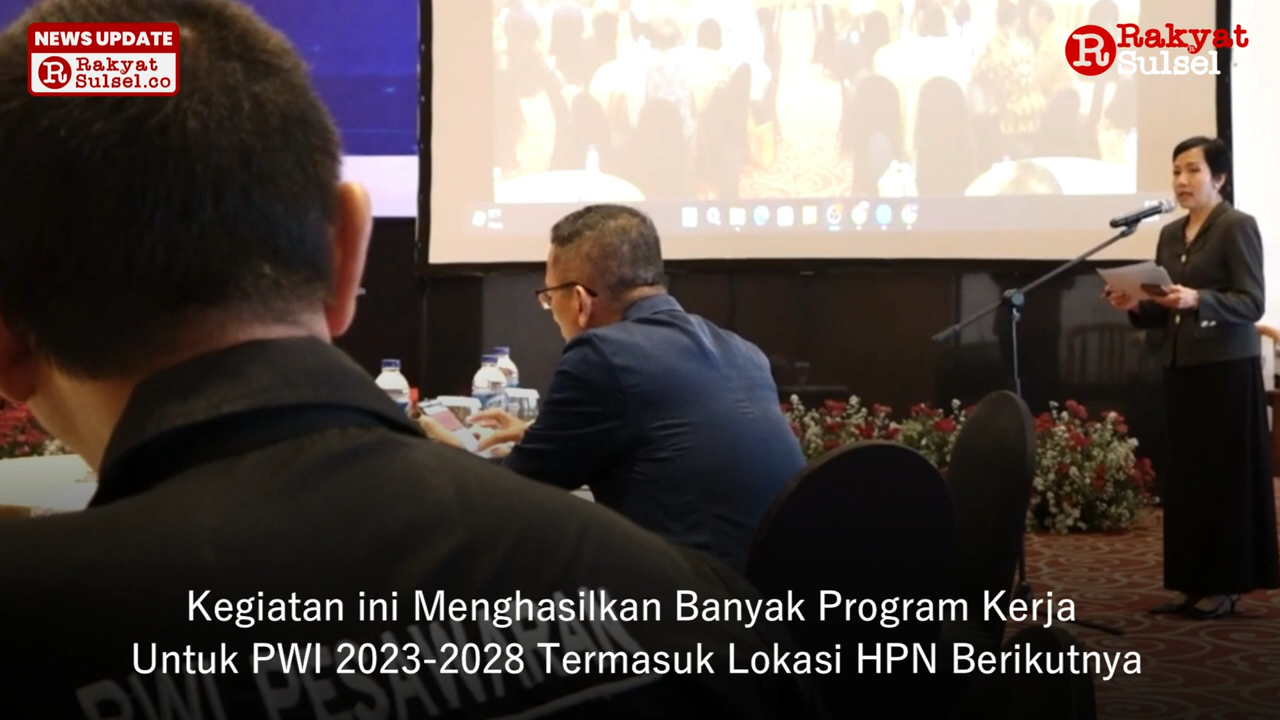 NEWS UPDATE
R Rakyat
Sulsel.co
R Rakyat
Sulsel
Kegiatan ini Menghasilkan Banyak Program Kerja
Untuk PWI 2023-2028 Termasuk Lokasi HPN Berikutnya
PWI PESAWARAN